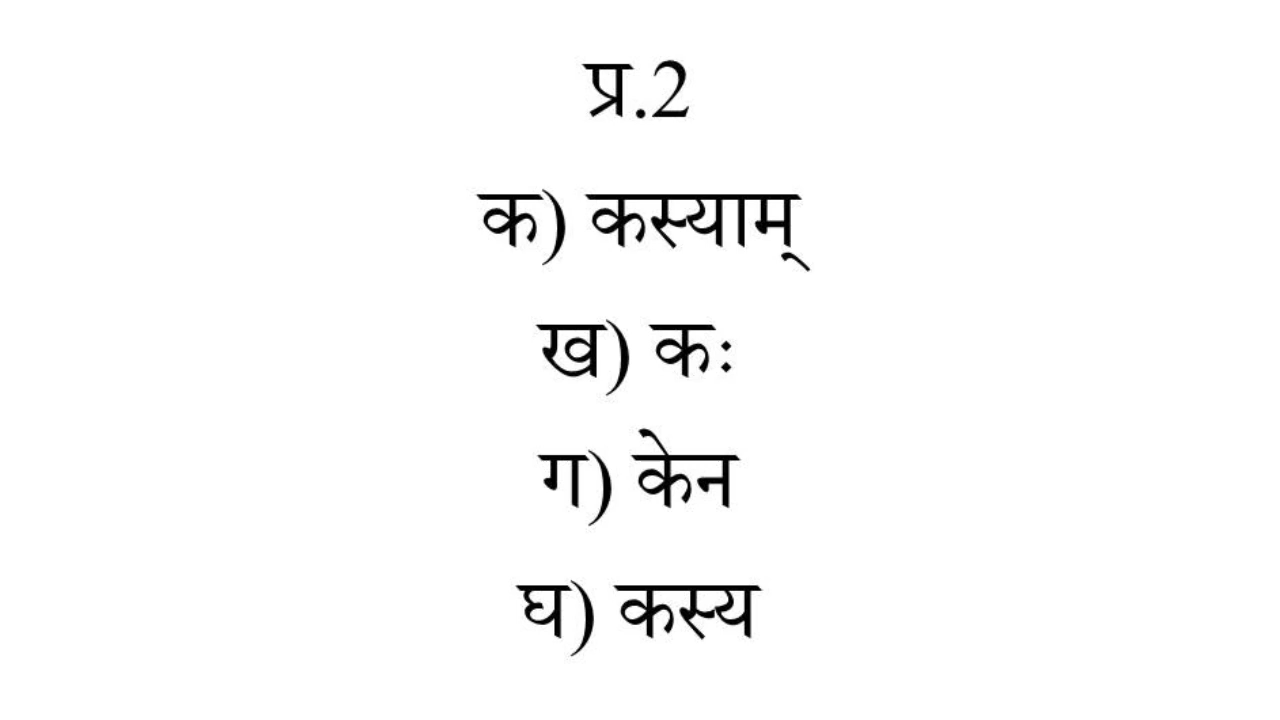 प्र.2
क) कस्याम्
ख) कः
ग) केन
घ) कस्य